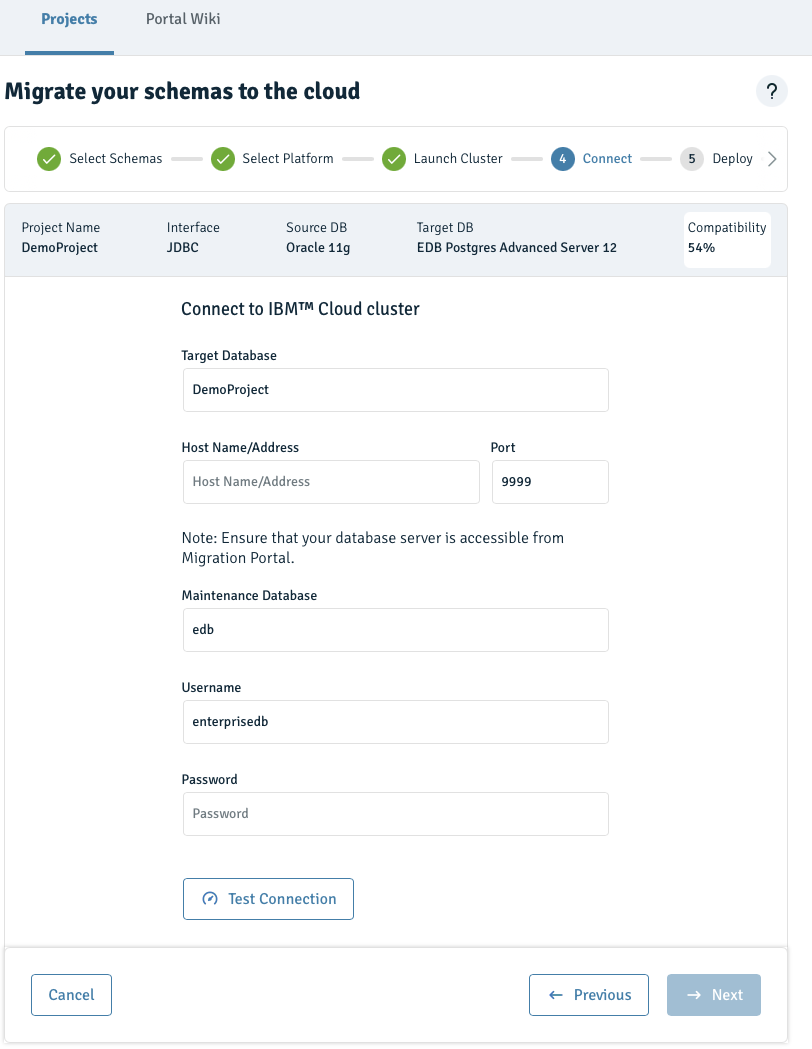 Projects Portal Wiki
Migrate your schemas to the cloud ?
Select Schemas Select Platform Launch Cluster 4 Connect 5 Deploy
Project Name Interface Source DB Target DB Compatibility
DemoProject JDBC Oracle 11g EDB Postgres Advanced Server 12 54%
Connect to IBM™ Cloud cluster
Target Database
DemoProject
Host Name/Address Port
Host Name/Address 9999
Note: Ensure that your database server is accessible from
Migration Portal.
Maintenance Database
edb
Username
enterprisedb
Password
Password
Test Connection
Cancel Previous Next